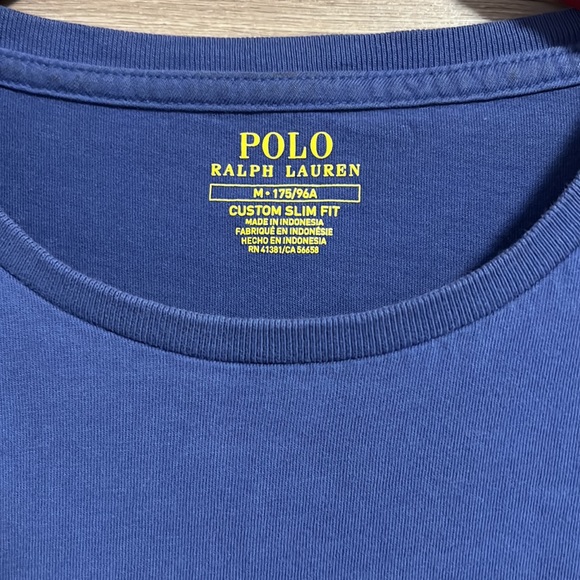 POLO
RALPH LAUREN
M • 175/96A
CUSTOM SLIM FIT
MADE IN INDONESIA
FABRIQUÉ EN INDONÉSIE
HECHO EN INDONESIA
RN 41381/CA 56658